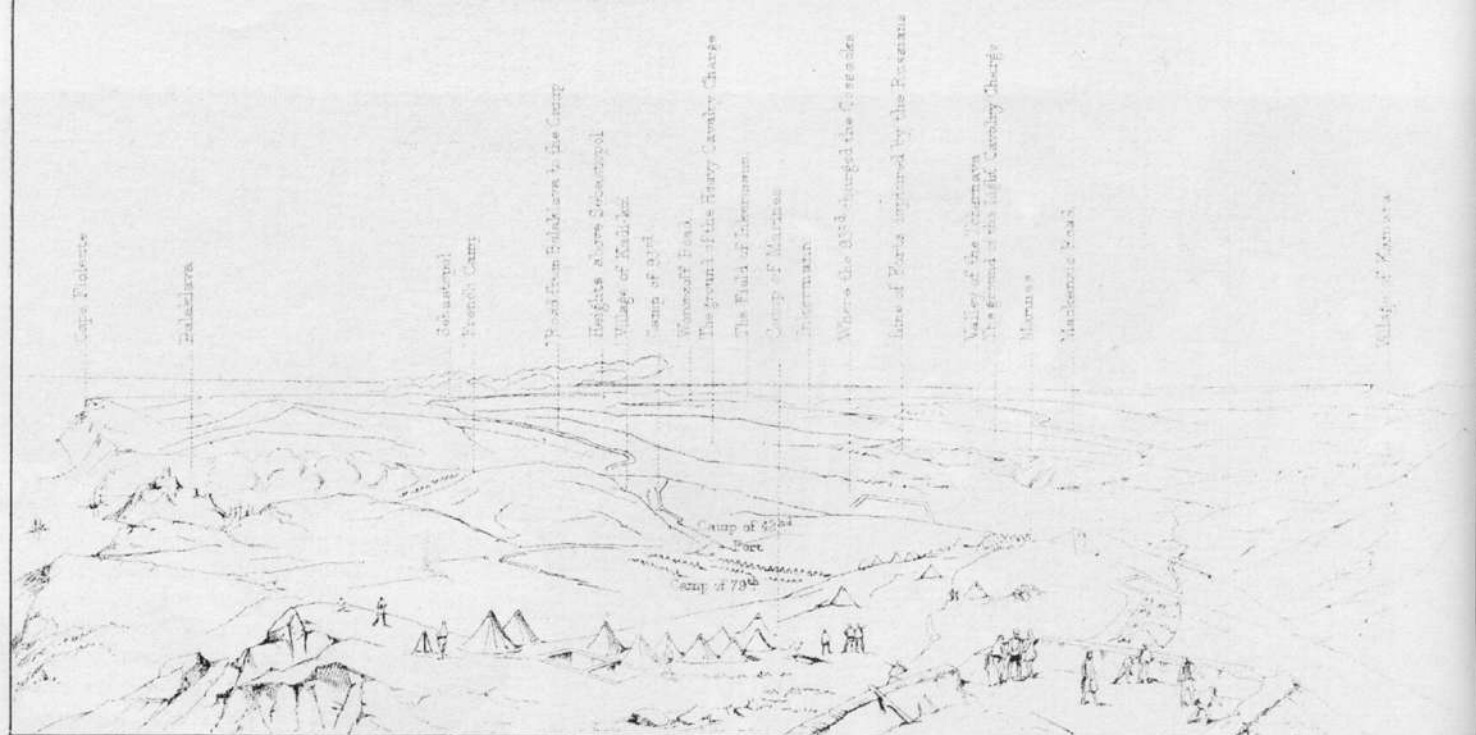 Cape Fiolente
Balaklava
Sebastopol
French Camp
Road from Balaklava to the Camp
Heights above Sebastopol
Village of
Camp of 93rd
Woronzoff Road
The ground of the Heavy Cavalry Charge
The Field of Inkermann
Camp of Marines
Inkermann
Where the 93rd charged the Cossacks
Line of Forts captured by the Russians
Valley of the Tchernaya
The ground of the Light Cavalry Charge
Marines
Mackenzie Road
Village of Kamara
Camp of 42nd
Fort
Camp of 79th